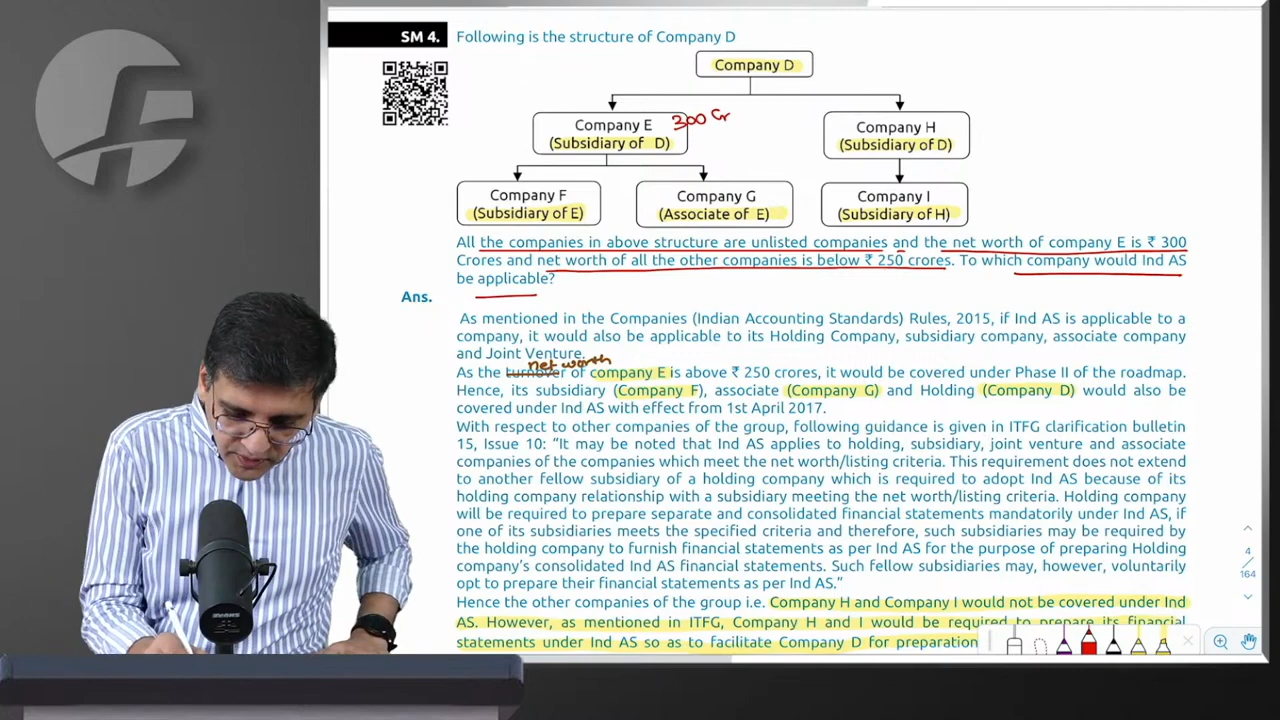 SM 4. Following is the structure of Company D
Company D
Company E
(Subsidiary of D)
300 Cr
Company H
(Subsidiary of D)
Company F
(Subsidiary of E)
Company G
(Associate of E)
Company I
(Subsidiary of H)
All the companies in above structure are unlisted companies and the net worth of company E is ₹ 300
Crores and net worth of all the other companies is below ₹ 250 crores. To which company would Ind AS
be applicable?
Ans.
As mentioned in the Companies (Indian Accounting Standards) Rules, 2015, if Ind AS is applicable to a
company, it would also be applicable to its Holding Company, subsidiary company, associate company
and Joint Venture.
net worth
As the turnover of company E is above ₹ 250 crores, it would be covered under Phase II of the roadmap.
Hence, its subsidiary (Company F), associate (Company G) and Holding (Company D) would also be
covered under Ind AS with effect from 1st April 2017.
With respect to other companies of the group, following guidance is given in ITFG clarification bulletin
15, Issue 10: “It may be noted that Ind AS applies to holding, subsidiary, joint venture and associate
companies of the companies which meet the net worth/listing criteria. This requirement does not extend
to another fellow subsidiary of a holding company which is required to adopt Ind AS because of its
holding company relationship with a subsidiary meeting the net worth/listing criteria. Holding company
will be required to prepare separate and consolidated financial statements mandatorily under Ind AS, if
one of its subsidiaries meets the specified criteria and therefore, such subsidiaries may be required by
the holding company to furnish financial statements as per Ind AS for the purpose of preparing Holding
company’s consolidated Ind AS financial statements. Such fellow subsidiaries may, however, voluntarily
opt to prepare their financial statements as per Ind AS.”
Hence the other companies of the group i.e. Company H and Company I would not be covered under Ind
AS. However, as mentioned in ITFG, Company H and I would be required to prepare its financial
statements under Ind AS so as to facilitate Company D for preparation
4
/
164